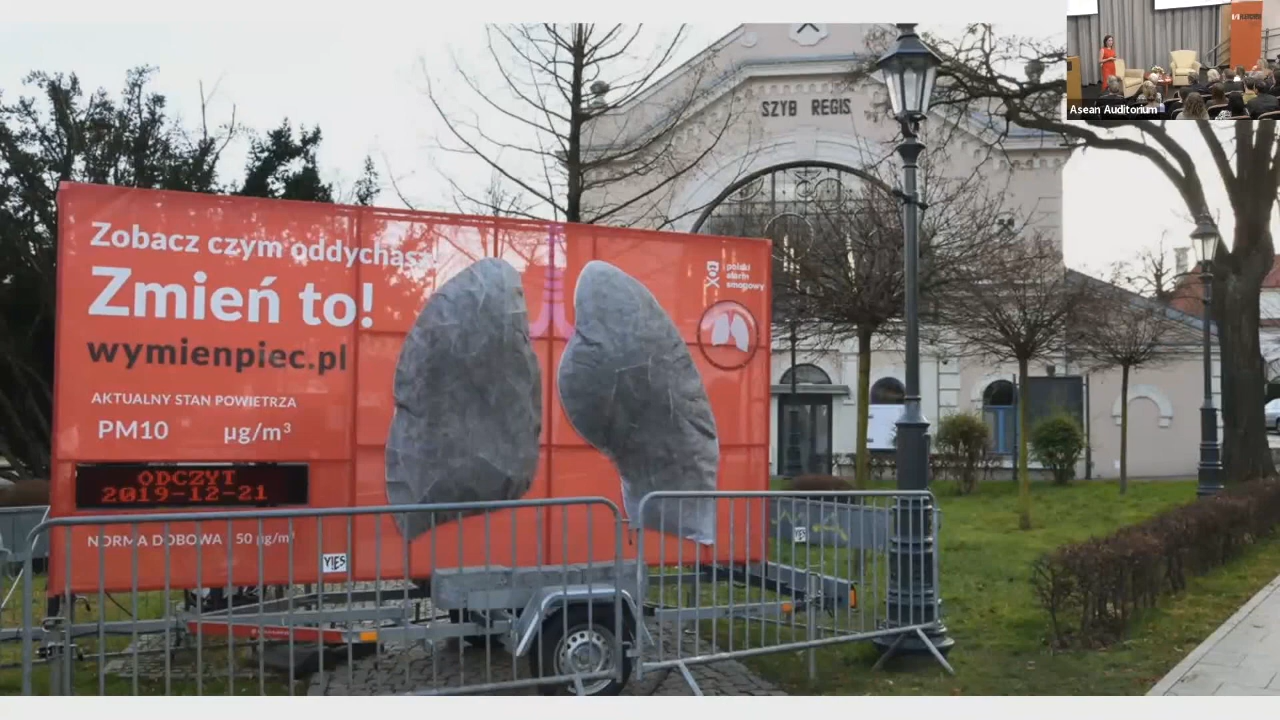 Asean Auditorium
SZYB REGIS
Zobacz czym oddychasz!
Zmień to!
wymienpiec.pl
AKTUALNY STAN POWIETRZA
PM10 µg/m³
ODCZYT
2019-12-21
NORMA DOBOWA 50 µg/m³
polski
alarm
smogowy
YES